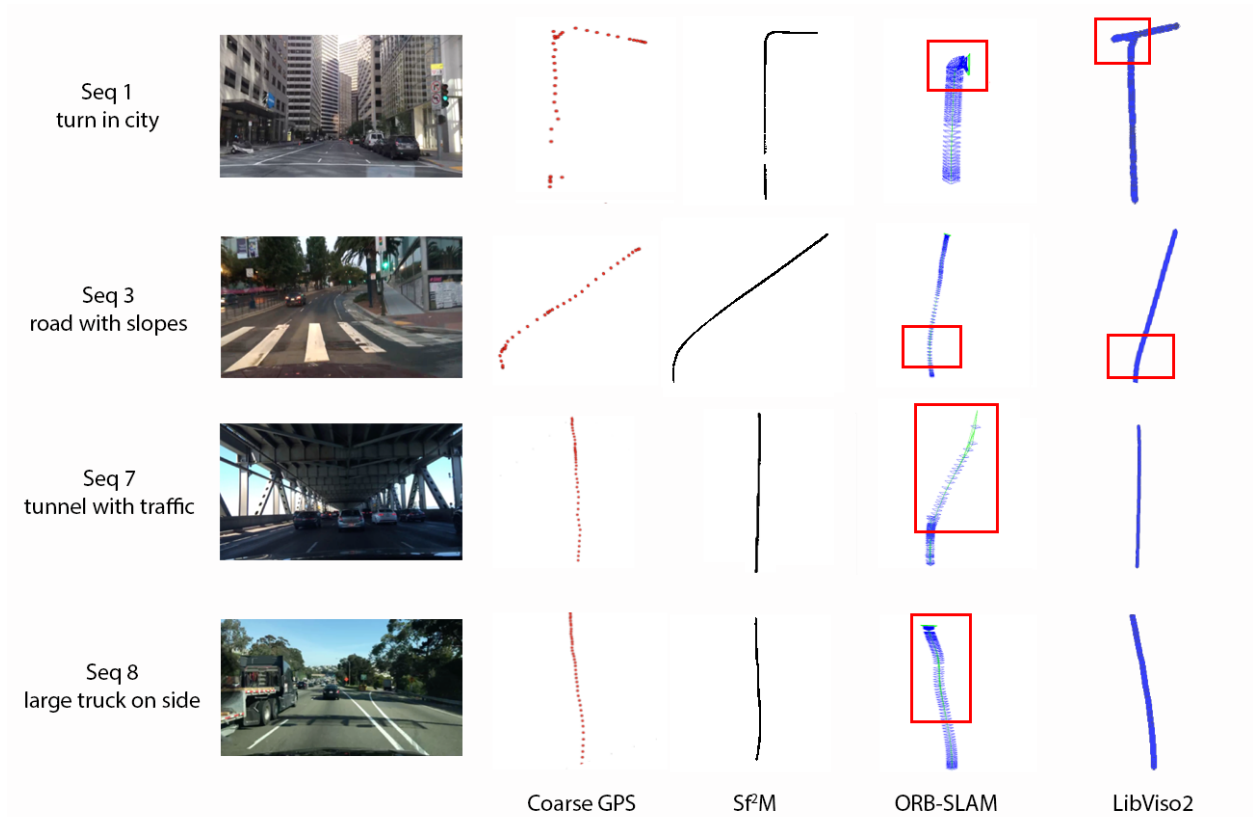 Seq 1
turn in city
Seq 3
road with slopes
Seq 7
tunnel with traffic
Seq 8
large truck on side
Coarse GPS
Sf²M
ORB-SLAM
LibViso2